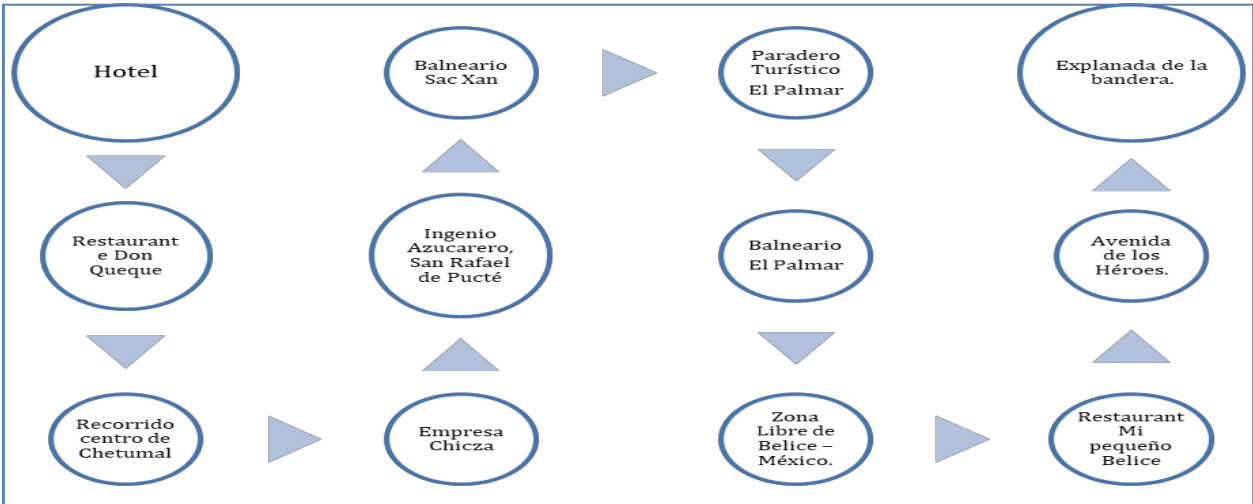 Hotel
Restaurant
e Don
Queque
Recorrido
centro de
Chetumal
Empresa
Chicza
Ingenio
Azucarero,
San Rafael
de Pucté
Balneario
Sac Xan
Paradero
Turístico
El Palmar
Balneario
El Palmar
Zona
Libre de
Belice –
México.
Restaurant
Mi
pequeño
Belice
Avenida
de los
Héroes.
Explanada de la
bandera.